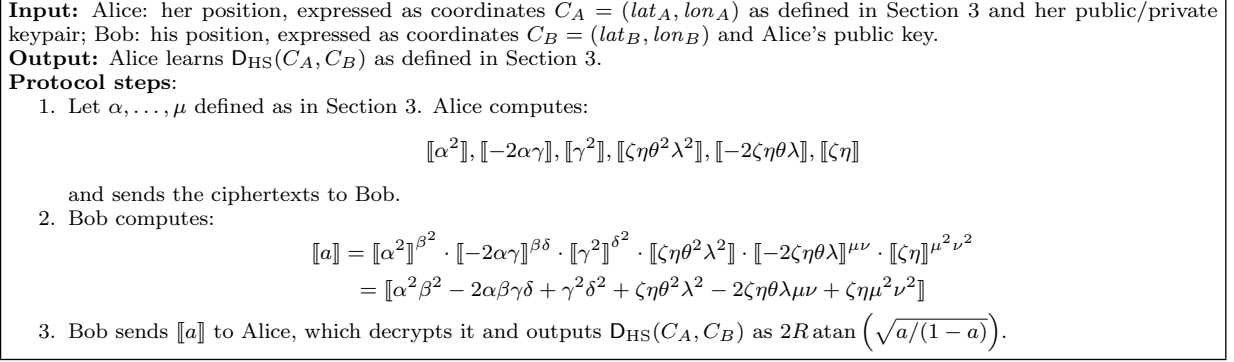 Input: Alice: her position, expressed as coordinates C_A = (lat_A, lon_A) as defined in Section 3 and her public/private
keypair; Bob: his position, expressed as coordinates C_B = (lat_B, lon_B) and Alice's public key.
Output: Alice learns D_HS(C_A, C_B) as defined in Section 3.
Protocol steps:
1. Let α, . . . , μ defined as in Section 3. Alice computes:
⟦α²⟧, ⟦−2αγ⟧, ⟦γ²⟧, ⟦ζηθ²λ²⟧, ⟦−2ζηθλ⟧, ⟦ζη⟧
and sends the ciphertexts to Bob.
2. Bob computes:
⟦a⟧ = ⟦α²⟧^{β²} · ⟦−2αγ⟧^{βδ} · ⟦γ²⟧^{δ²} · ⟦ζηθ²λ²⟧ · ⟦−2ζηθλ⟧^{μν} · ⟦ζη⟧^{μ²ν²}
= ⟦α²β² − 2αβγδ + γ²δ² + ζηθ²λ² − 2ζηθλμν + ζημ²ν²⟧
3. Bob sends ⟦a⟧ to Alice, which decrypts it and outputs D_HS(C_A, C_B) as 2R atan (√(a/(1 − a))).